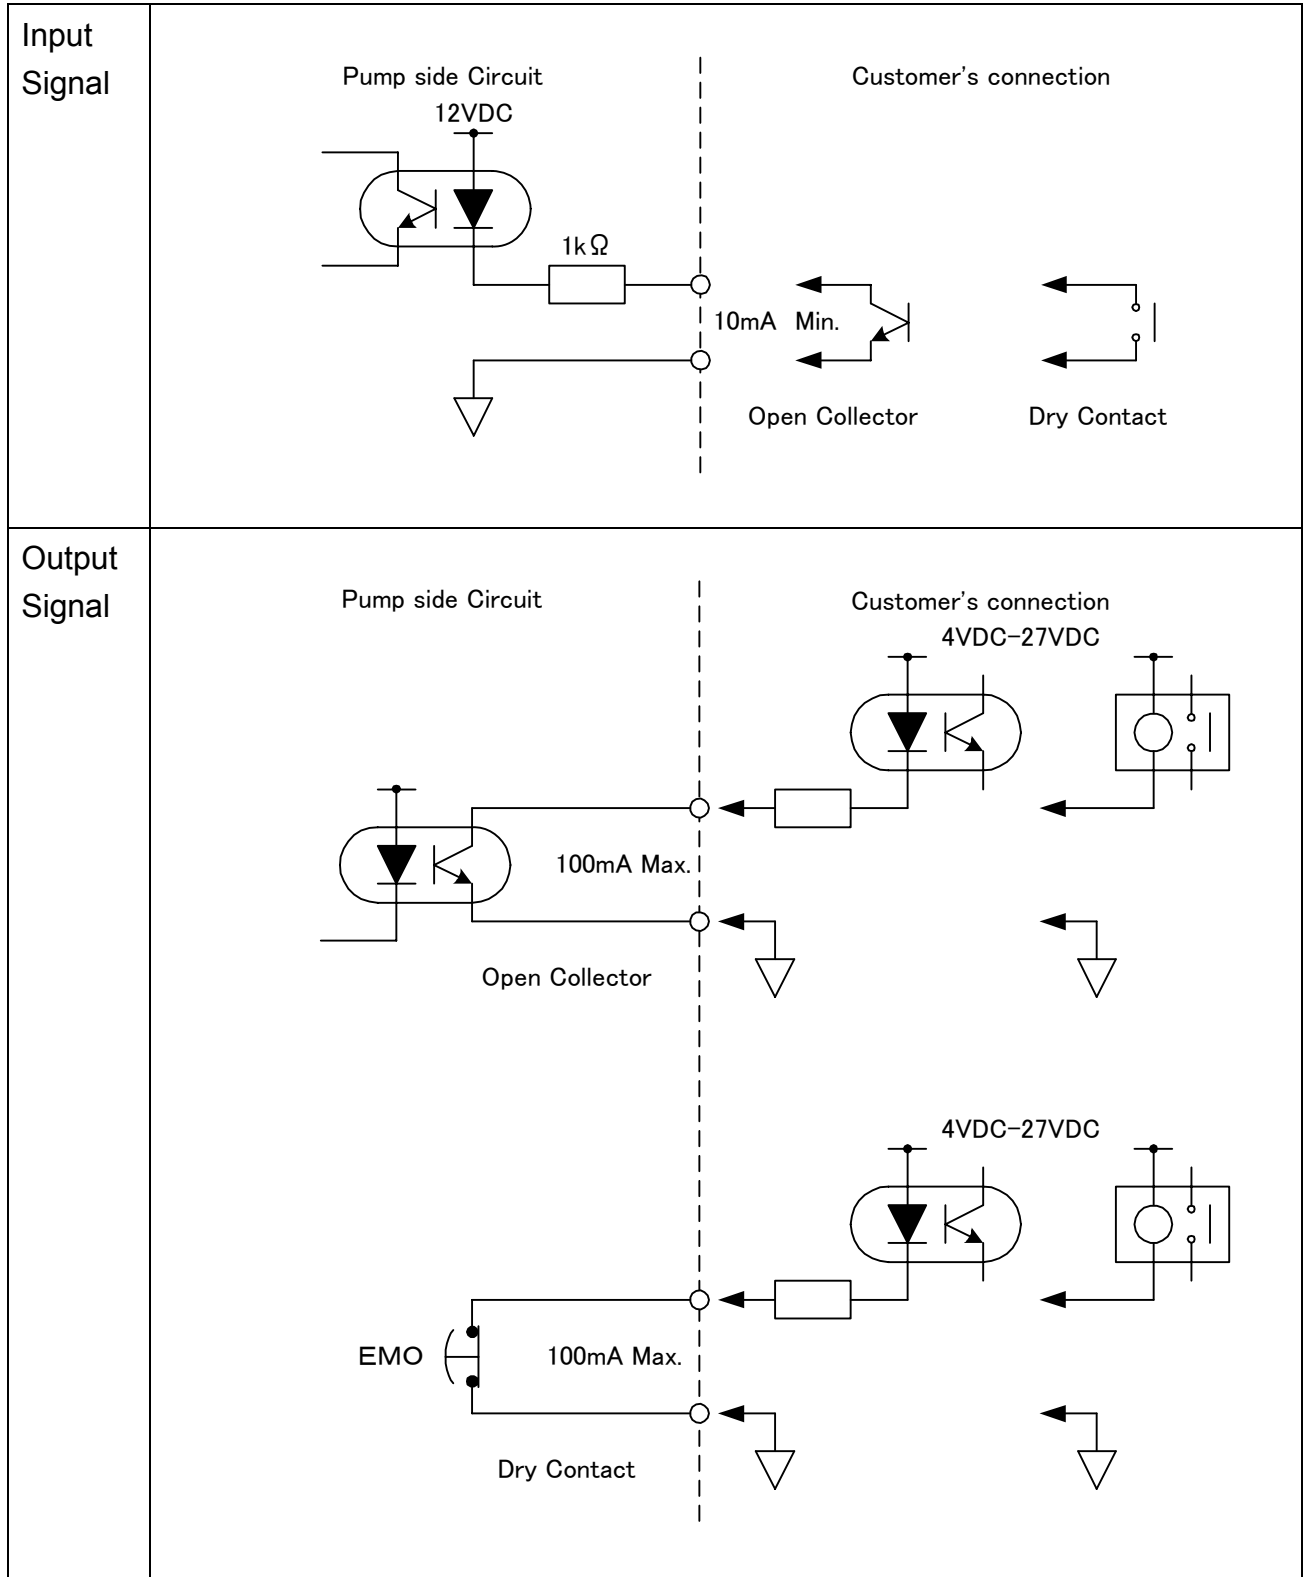 Input
Signal
Pump side Circuit
Customer's connection
12VDC
1kΩ
10mA Min.
Open Collector
Dry Contact
Output
Signal
Pump side Circuit
Customer's connection
4VDC-27VDC
100mA Max.
Open Collector
4VDC-27VDC
EMO
100mA Max.
Dry Contact